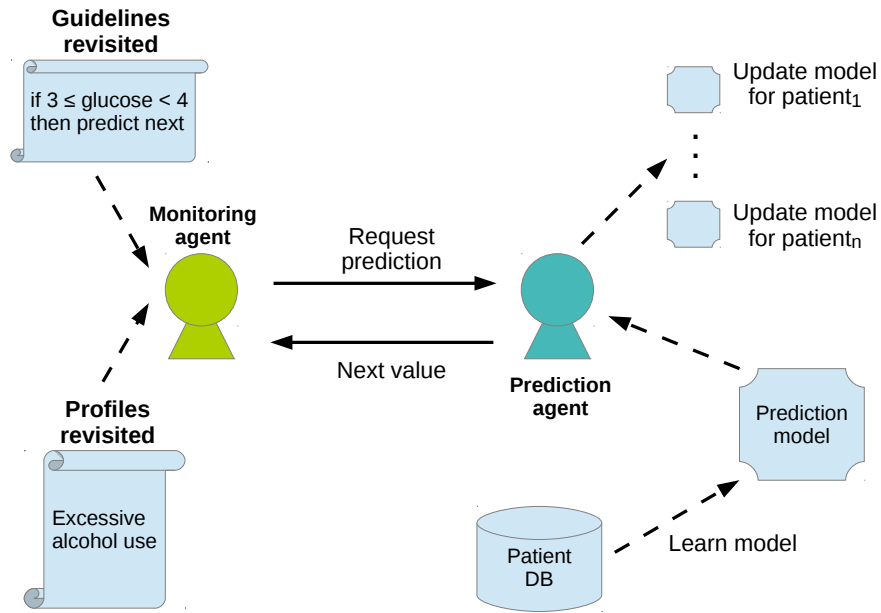 Guidelines
revisited
if 3 ≤ glucose < 4
then predict next
Update model
for patient₁
Update model
for patientₙ
Monitoring
agent
Request
prediction
Next value
Prediction
agent
Profiles
revisited
Excessive
alcohol use
Prediction
model
Learn model
Patient
DB